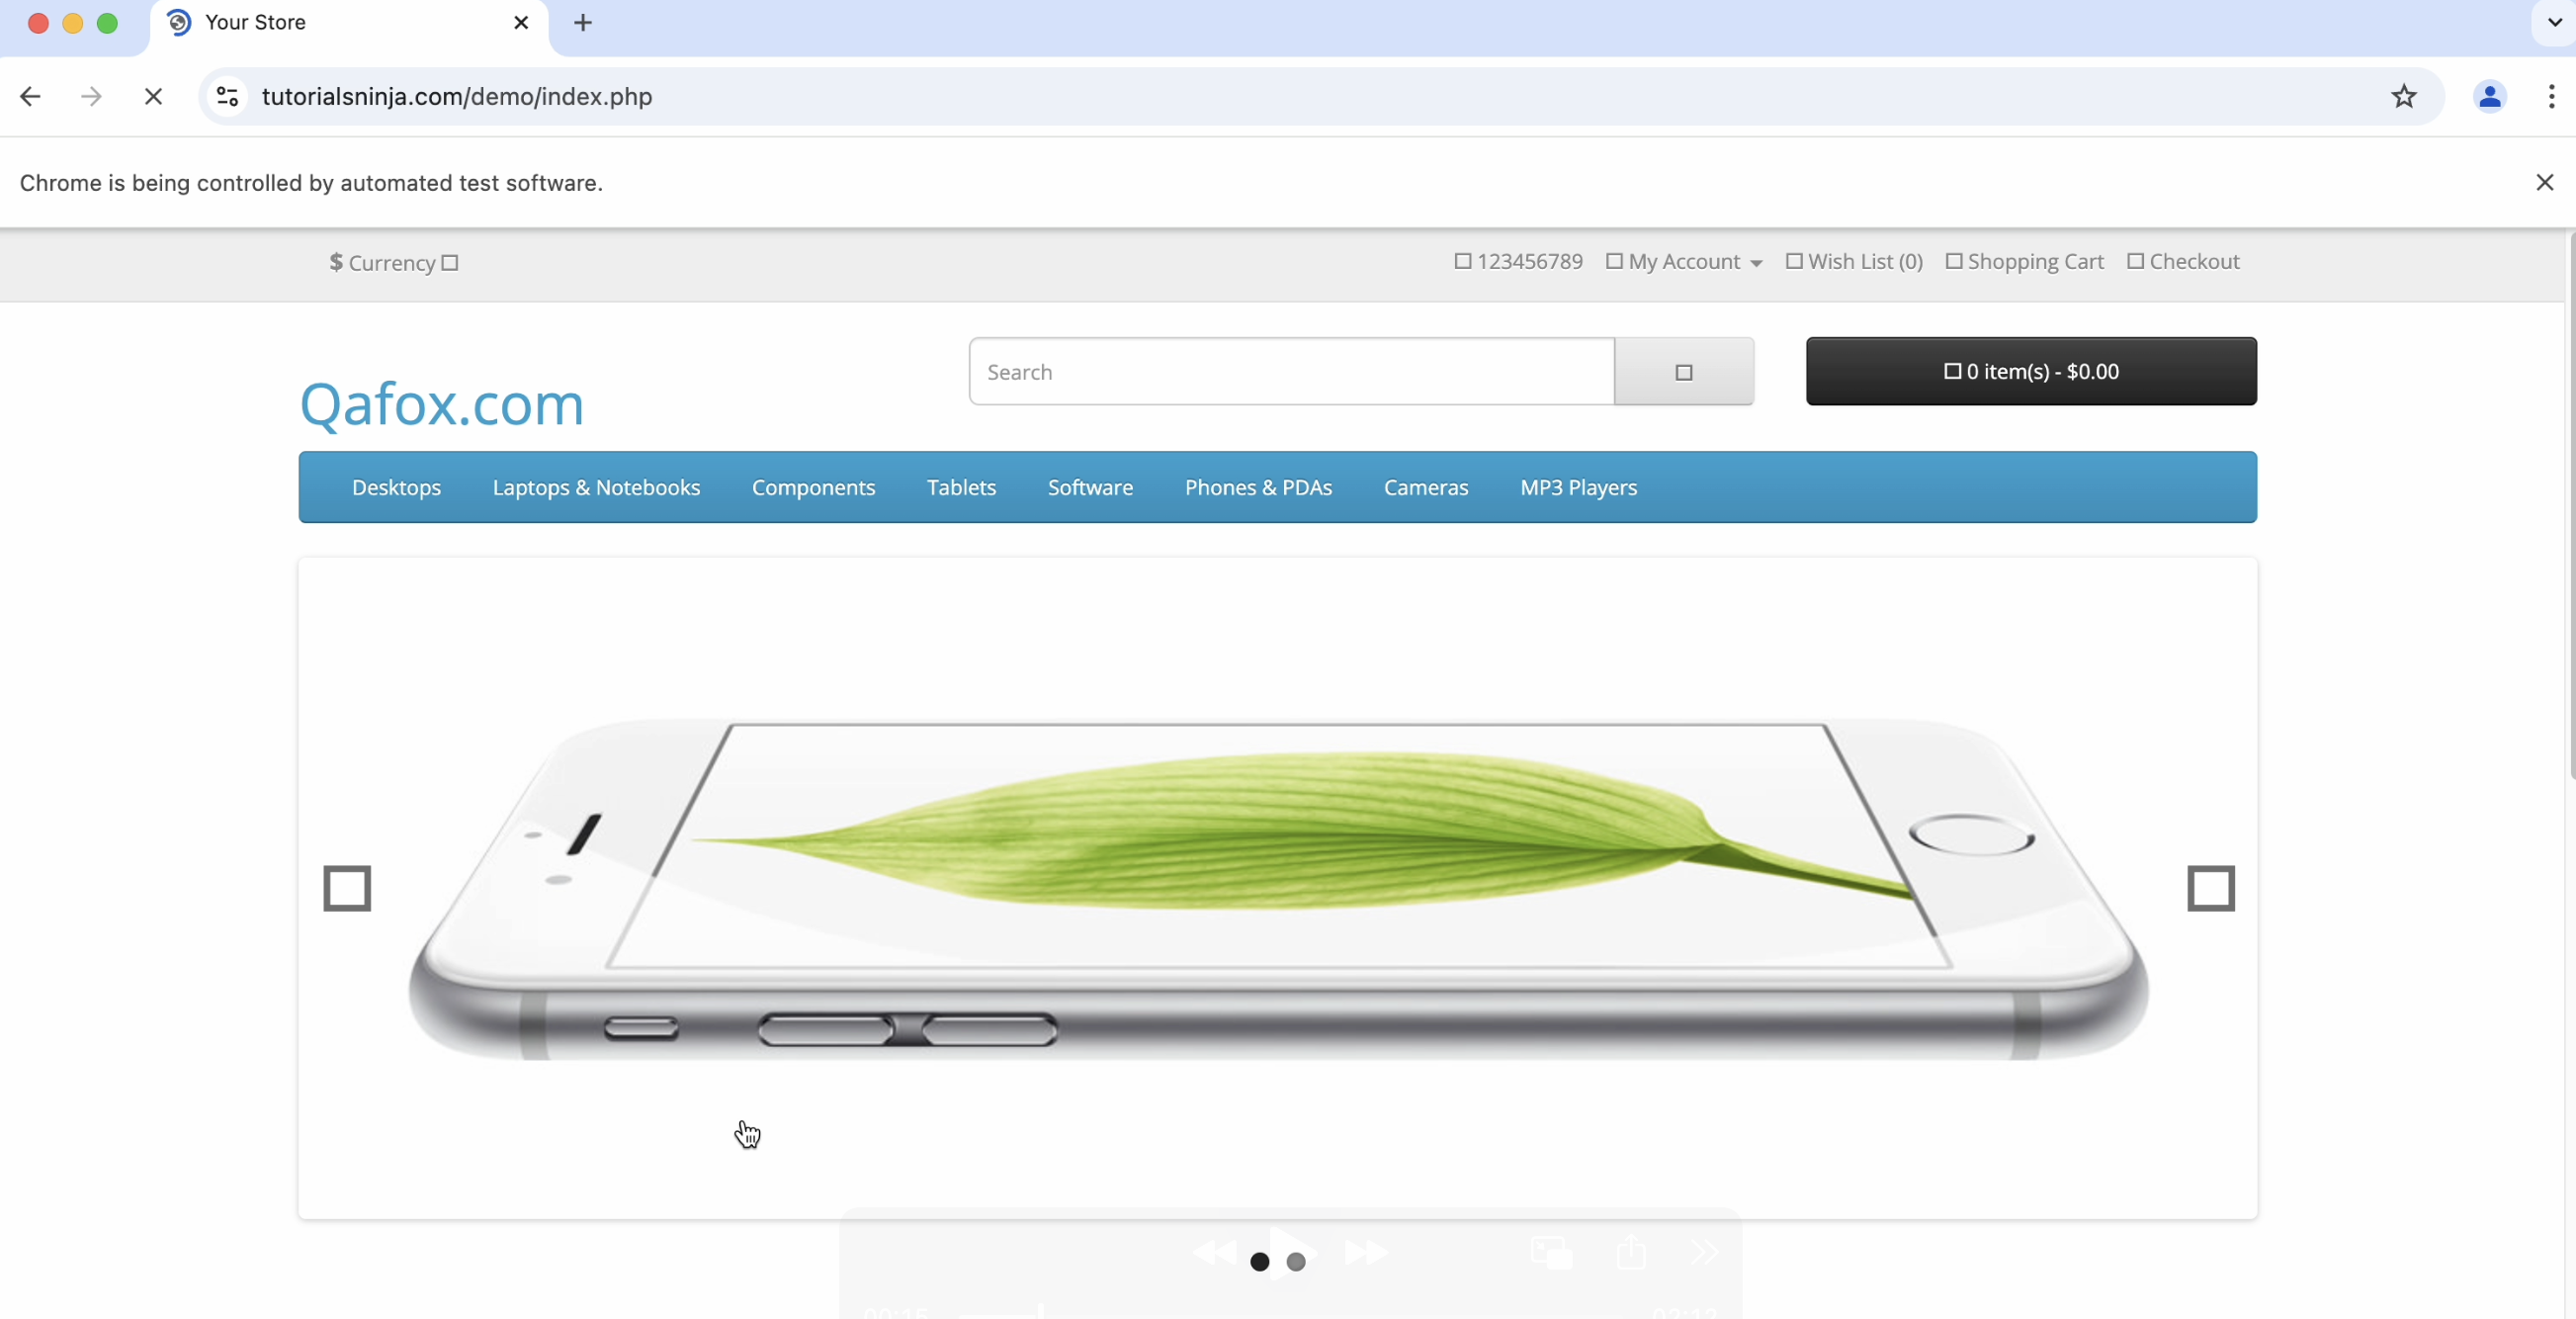 Your Store
tutorialsninja.com/demo/index.php
Chrome is being controlled by automated test software.
$ Currency
123456789 My Account Wish List (0) Shopping Cart Checkout
Search
0 item(s) - $0.00
Qafox.com
Desktops Laptops & Notebooks Components Tablets Software Phones & PDAs Cameras MP3 Players